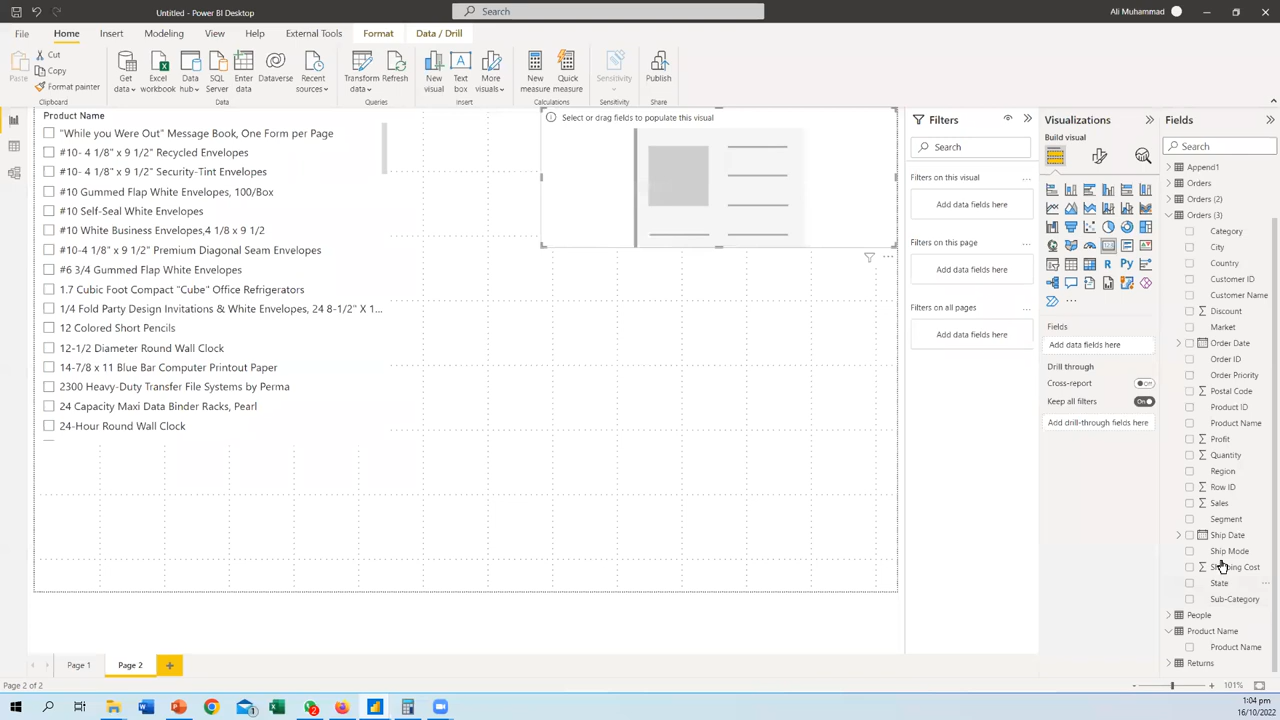 Untitled - Power BI Desktop
Search
Ali Muhammad
File
Home
Insert
Modeling
View
Help
External Tools
Format
Data / Drill
Paste
Cut
Copy
Format painter
Get data
Excel workbook
Data hub
SQL Server
Enter data
Dataverse
Recent sources
Transform data
Refresh
New visual
Text box
More visuals
New measure
Quick measure
Sensitivity
Publish
Clipboard
Data
Queries
Insert
Calculations
Sensitivity
Share
Product Name
"While you Were Out" Message Book, One Form per Page
#10- 4 1/8" x 9 1/2" Recycled Envelopes
#10- 4 1/8" x 9 1/2" Security-Tint Envelopes
#10 Gummed Flap White Envelopes, 100/Box
#10 Self-Seal White Envelopes
#10 White Business Envelopes,4 1/8 x 9 1/2
#10-4 1/8" x 9 1/2" Premium Diagonal Seam Envelopes
#6 3/4 Gummed Flap White Envelopes
1.7 Cubic Foot Compact "Cube" Office Refrigerators
1/4 Fold Party Design Invitations & White Envelopes, 24 8-1/2" X 1...
12 Colored Short Pencils
12-1/2 Diameter Round Wall Clock
14-7/8 x 11 Blue Bar Computer Printout Paper
2300 Heavy-Duty Transfer File Systems by Perma
24 Capacity Maxi Data Binder Racks, Pearl
24-Hour Round Wall Clock
Select or drag fields to populate this visual
Filters
Search
Filters on this visual
Add data fields here
Filters on this page
Add data fields here
Filters on all pages
Add data fields here
Visualizations
Build visual
Fields
Add data fields here
Drill through
Cross-report
Off
Keep all filters
On
Add drill-through fields here
Fields
Search
Append1
Orders
Orders (2)
Orders (3)
Category
City
Country
Customer ID
Customer Name
Discount
Market
Order Date
Order ID
Order Priority
Postal Code
Product ID
Product Name
Profit
Quantity
Region
Row ID
Sales
Segment
Ship Date
Ship Mode
Shipping Cost
State
Sub-Category
People
Product Name
Product Name
Returns
Page 1
Page 2
Page 2 of 2
101%
1:04 pm
16/10/2022